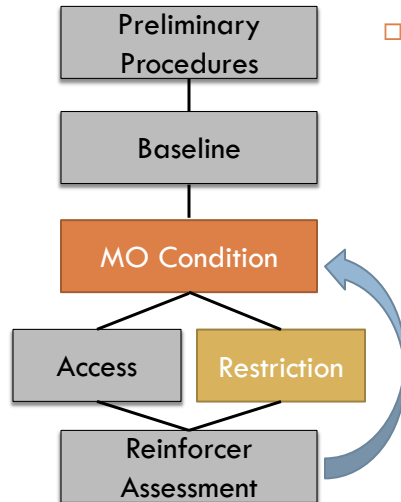 Preliminary
Procedures
Baseline
MO Condition
Access
Restriction
Reinforcer
Assessment